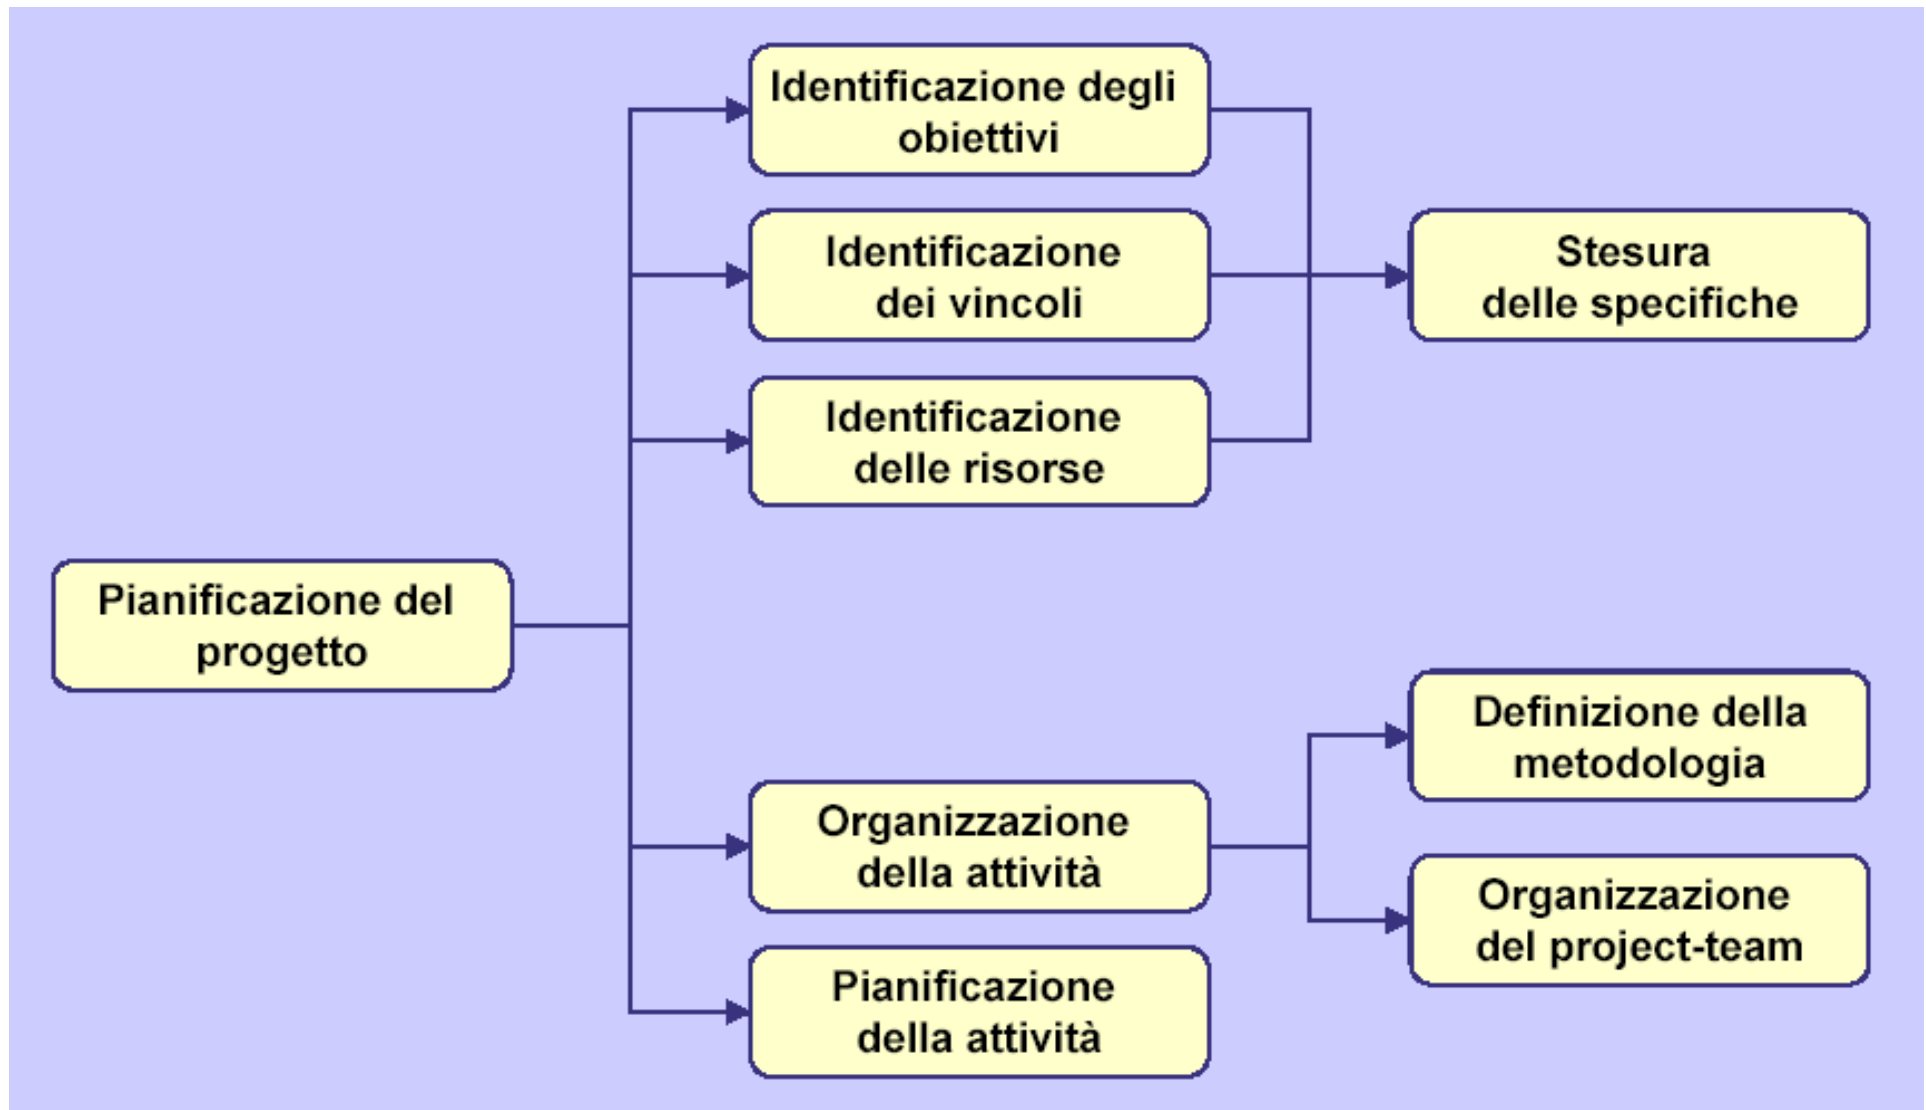 Identificazione degli
obiettivi
Identificazione
dei vincoli
Stesura
delle specifiche
Identificazione
delle risorse
Pianificazione del
progetto
Definizione della
metodologia
Organizzazione
della attività
Organizzazione
del project-team
Pianificazione
della attività